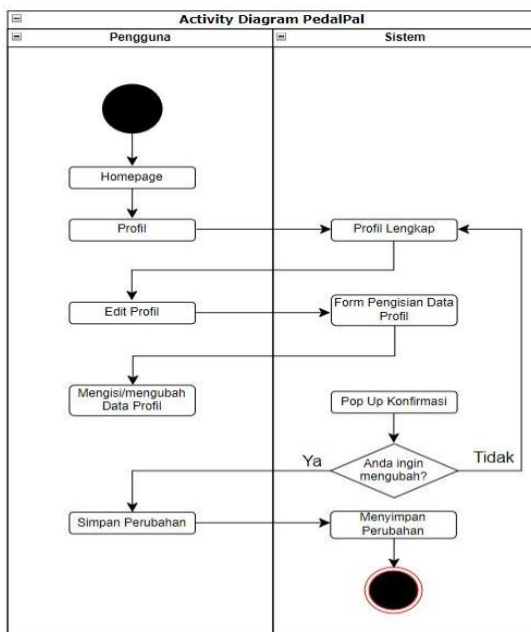 Activity Diagram PedalPal
Pengguna
Sistem
Homepage
Profil
Profil Lengkap
Edit Profil
Form Pengisian Data
Profil
Mengisi/mengubah
Data Profil
Pop Up Konfirmasi
Ya
Anda ingin
mengubah?
Tidak
Simpan Perubahan
Menyimpan
Perubahan